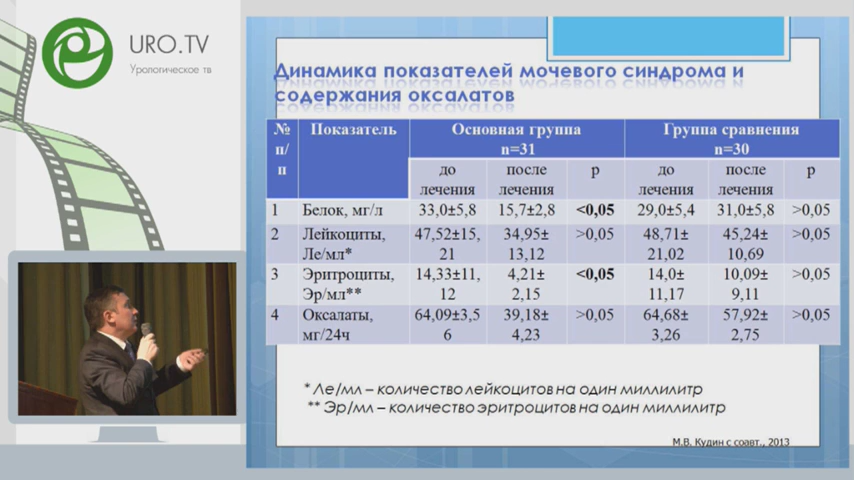 URO.TV
Урологическое тв
Динамика показателей мочевого синдрома и
содержания оксалатов
№ п/п Показатель Основная группа n=31 Группа сравнения n=30
до лечения после лечения р до лечения после лечения р
1 Белок, мг/л 33,0±5,8 15,7±2,8 <0,05 29,0±5,4 31,0±5,8 >0,05
2 Лейкоциты, Ле/мл* 47,52±15,21 34,95±13,12 >0,05 48,71±21,02 45,24±10,69 >0,05
3 Эритроциты, Эр/мл** 14,33±11,12 4,21±2,15 <0,05 14,0±11,17 10,09±9,11 >0,05
4 Оксалаты, мг/24ч 64,09±3,56 39,18±4,23 >0,05 64,68±3,26 57,92±2,75 >0,05
* Ле/мл – количество лейкоцитов на один миллилитр
** Эр/мл – количество эритроцитов на один миллилитр
М.В. Кудин с соавт., 2013